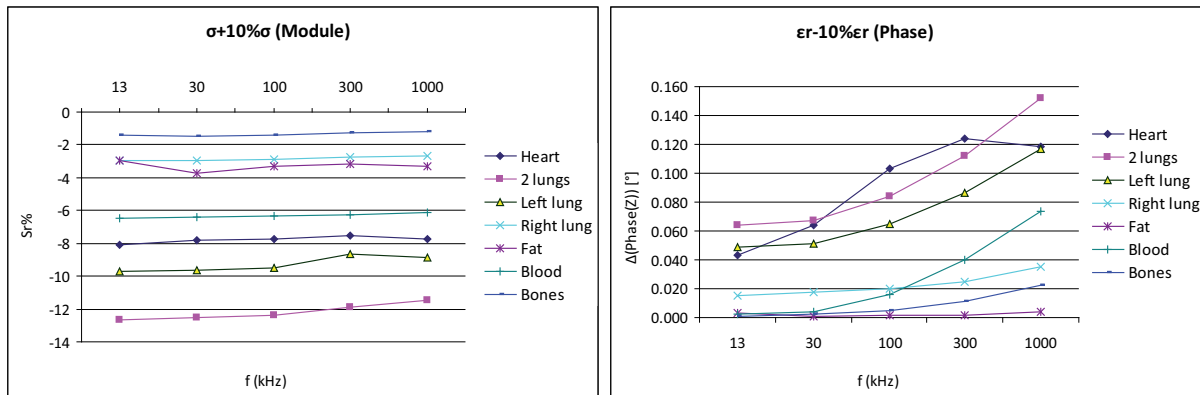 σ+10%σ (Module)
13 30 100 300 1000
0
-2
-4
-6
-8
-10
-12
-14
Sr%
f (kHz)
Heart
2 lungs
Left lung
Right lung
Fat
Blood
Bones
εr-10%εr (Phase)
0.160
0.140
0.120
0.100
0.080
0.060
0.040
0.020
0.000
Δ(Phase(Z)) [°]
13 30 100 300 1000
f (kHz)
Heart
2 lungs
Left lung
Right lung
Fat
Blood
Bones